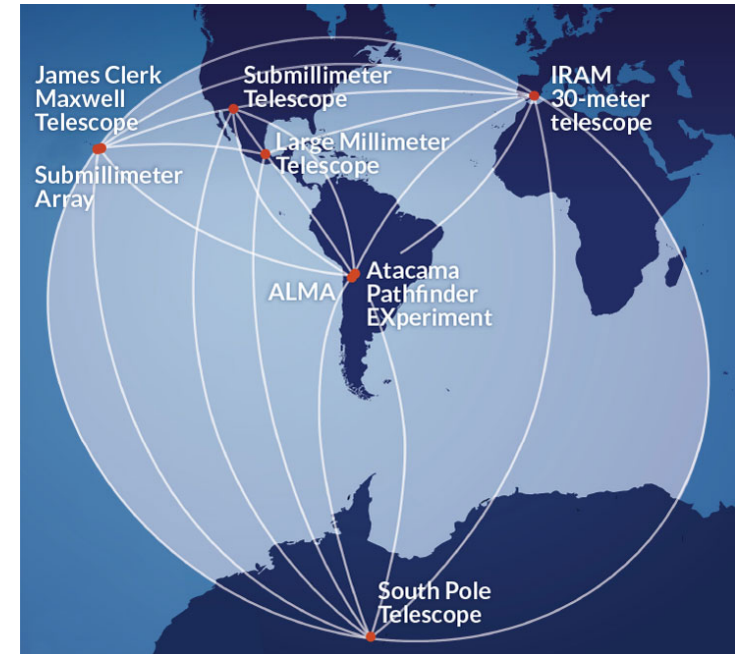 James Clerk
Maxwell
Telescope
Submillimeter
Telescope
IRAM
30-meter
telescope
Large Millimeter
Telescope
Submillimeter
Array
ALMA
Atacama
Pathfinder
EXperiment
South Pole
Telescope